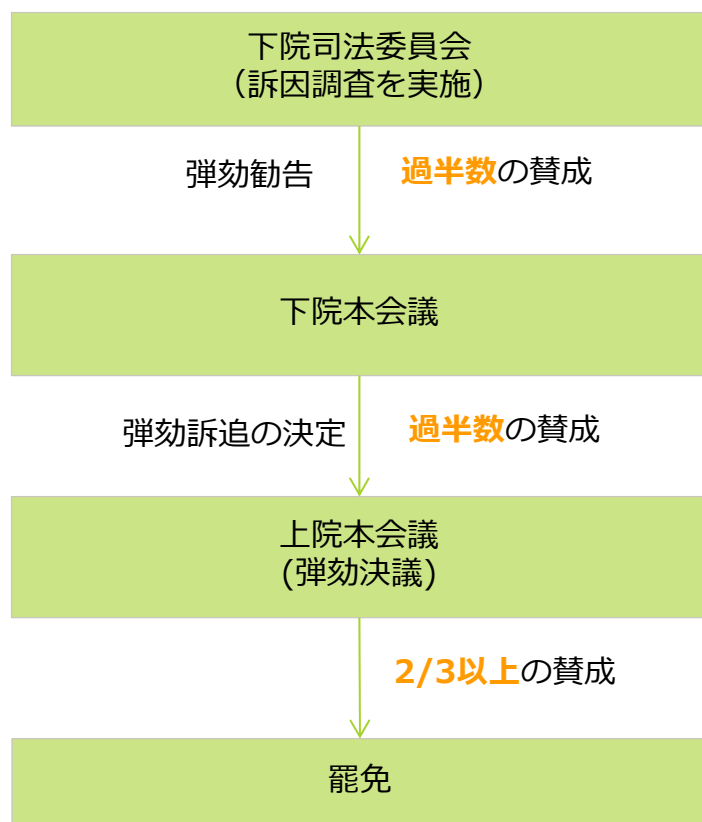 下院司法委員会
（訴因調査を実施）
弾劾勧告
過半数の賛成
下院本会議
弾劾訴追の決定
過半数の賛成
上院本会議
(弾劾決議)
2/3以上の賛成
罷免